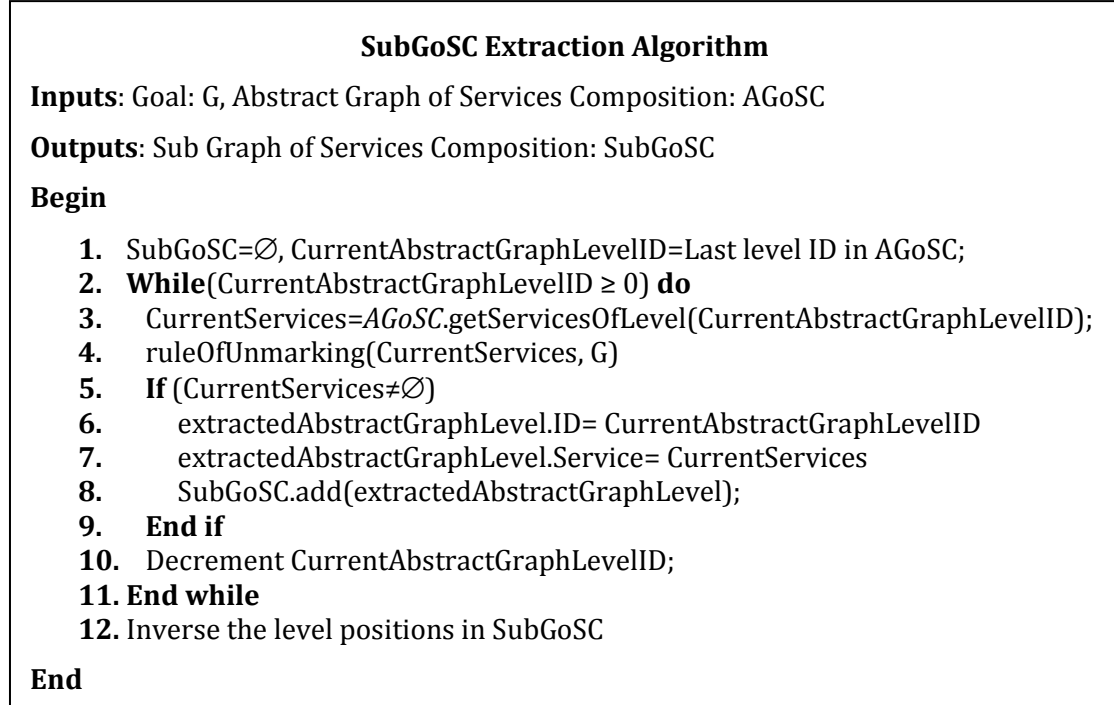 SubGoSC Extraction Algorithm
Inputs: Goal: G, Abstract Graph of Services Composition: AGoSC
Outputs: Sub Graph of Services Composition: SubGoSC
Begin
1. SubGoSC=∅, CurrentAbstractGraphLevelID=Last level ID in AGoSC;
2. While(CurrentAbstractGraphLevelID ≥ 0) do
3. CurrentServices=AGoSC.getServicesOfLevel(CurrentAbstractGraphLevelID);
4. ruleOfUnmarking(CurrentServices, G)
5. If (CurrentServices≠∅)
6. extractedAbstractGraphLevel.ID= CurrentAbstractGraphLevelID
7. extractedAbstractGraphLevel.Service= CurrentServices
8. SubGoSC.add(extractedAbstractGraphLevel);
9. End if
10. Decrement CurrentAbstractGraphLevelID;
11. End while
12. Inverse the level positions in SubGoSC
End